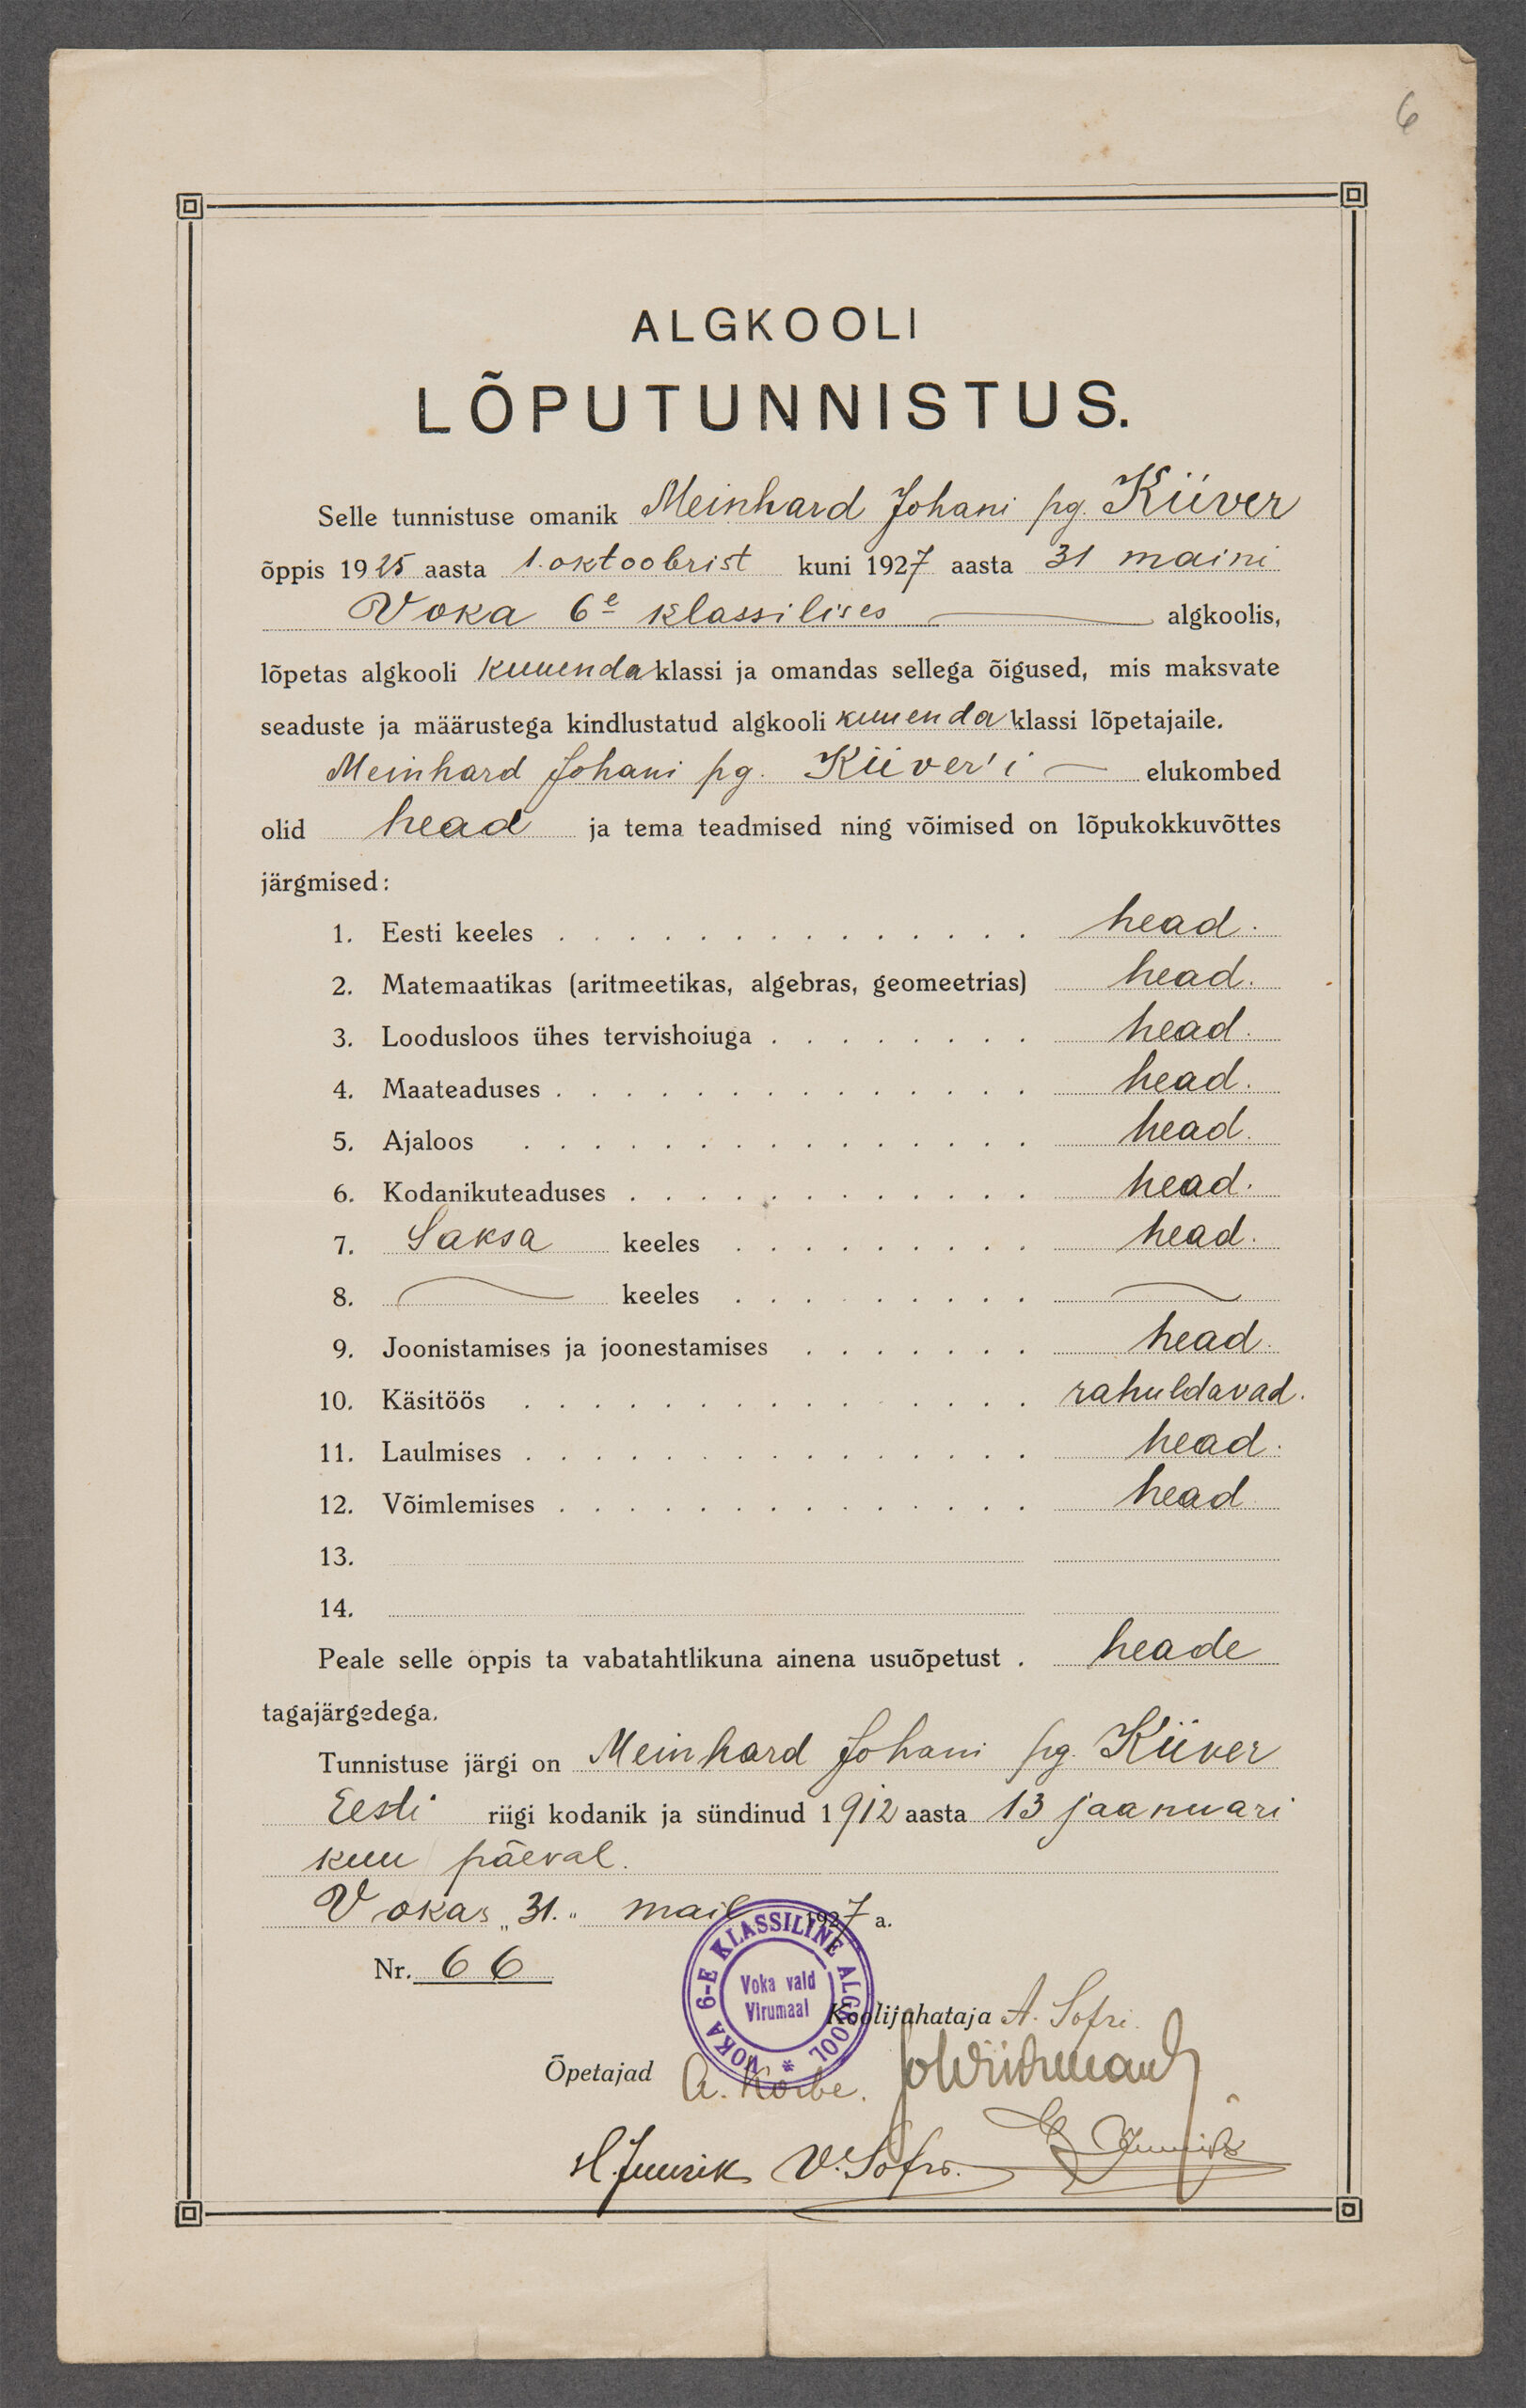 6
ALGKOOLI
LÕPUTUNNISTUS.
Selle tunnistuse omanik Meinhard Johani pg. Kiiver
õppis 1925 aasta 1. oktoobrist kuni 1927 aasta 31 maini
Voka 6e klassilises algkoolis,
lõpetas algkooli kuuenda klassi ja omandas sellega õigused, mis maksvate
seaduste ja määrustega kindlustatud algkooli kuuenda klassi lõpetajaile.
Meinhard Johani pg. Kiiver'i — elukombed
olid head ja tema teadmised ning võimised on lõpukokkuvõttes
järgmised:
1. Eesti keeles . . . . . . . . . . . . . . head.
2. Matemaatikas (aritmeetikas, algebras, geomeetrias) head.
3. Loodusloos ühes tervishoiuga . . . . . . . . head.
4. Maateaduses . . . . . . . . . . . . . . head.
5. Ajaloos . . . . . . . . . . . . . . . head.
6. Kodanikuteaduses . . . . . . . . . . . . head.
7. Saksa keeles . . . . . . . . . head.
8. — keeles . . . . . . . . . —
9. Joonistamises ja joonestamises . . . . . . . head.
10. Käsitöös . . . . . . . . . . . . . . . rahuldavad.
11. Laulmises . . . . . . . . . . . . . . . head.
12. Võimlemises . . . . . . . . . . . . . . head
13.
14.
Peale selle õppis ta vabatahtlikuna ainena usuõpetust . heade
tagajärgedega.
Tunnistuse järgi on Meinhard Johani pg. Kiiver
Eesti riigi kodanik ja sündinud 1912 aasta 13 jaanuari
kuu päeval.
Vokas „31.“ mail 1927 a.
Nr. 66
VOKA 6-E KLASSILINE ALGKOOL *
Voka vald
Virumaal
Koolijuhataja A. Sofri.
Õpetajad A. Korbe.
H. Juurik V. Sofri.